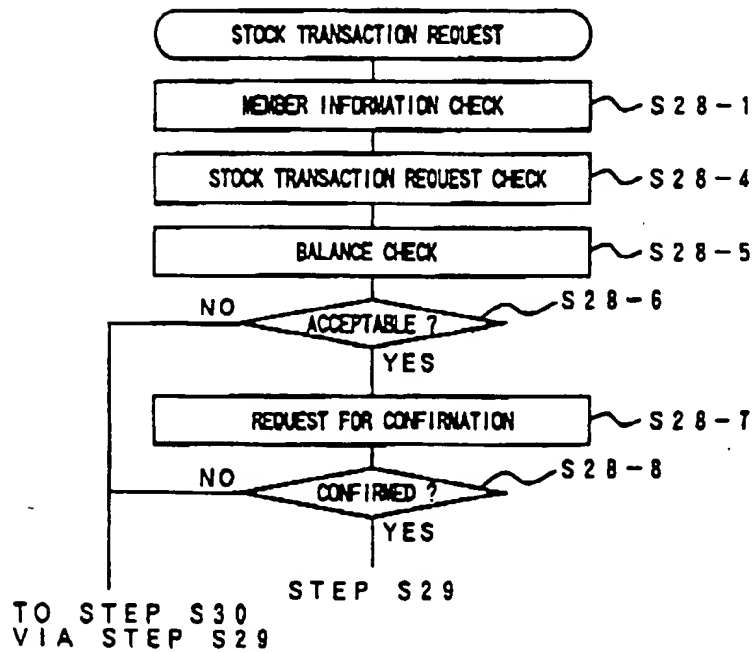 STOCK TRANSACTION REQUEST
MEMBER INFORMATION CHECK
S28-1
STOCK TRANSACTION REQUEST CHECK
S28-4
BALANCE CHECK
S28-5
S28-6
NO
ACCEPTABLE ?
YES
REQUEST FOR CONFIRMATION
S28-7
S28-8
NO
CONFIRMED ?
YES
STEP S29
TO STEP S30
VIA STEP S29